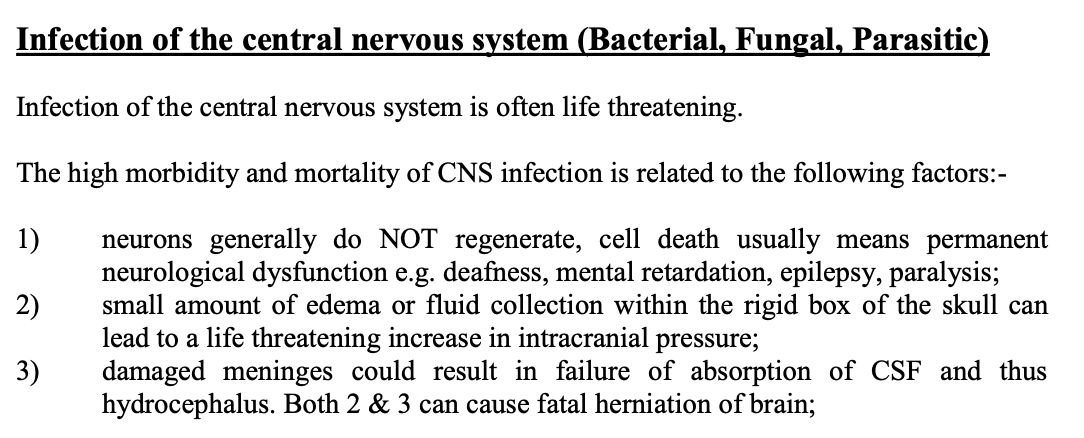 Infection of the central nervous system (Bacterial, Fungal, Parasitic)
Infection of the central nervous system is often life threatening.
The high morbidity and mortality of CNS infection is related to the following factors:-
1) neurons generally do NOT regenerate, cell death usually means permanent
neurological dysfunction e.g. deafness, mental retardation, epilepsy, paralysis;
2) small amount of edema or fluid collection within the rigid box of the skull can
lead to a life threatening increase in intracranial pressure;
3) damaged meninges could result in failure of absorption of CSF and thus
hydrocephalus. Both 2 & 3 can cause fatal herniation of brain;